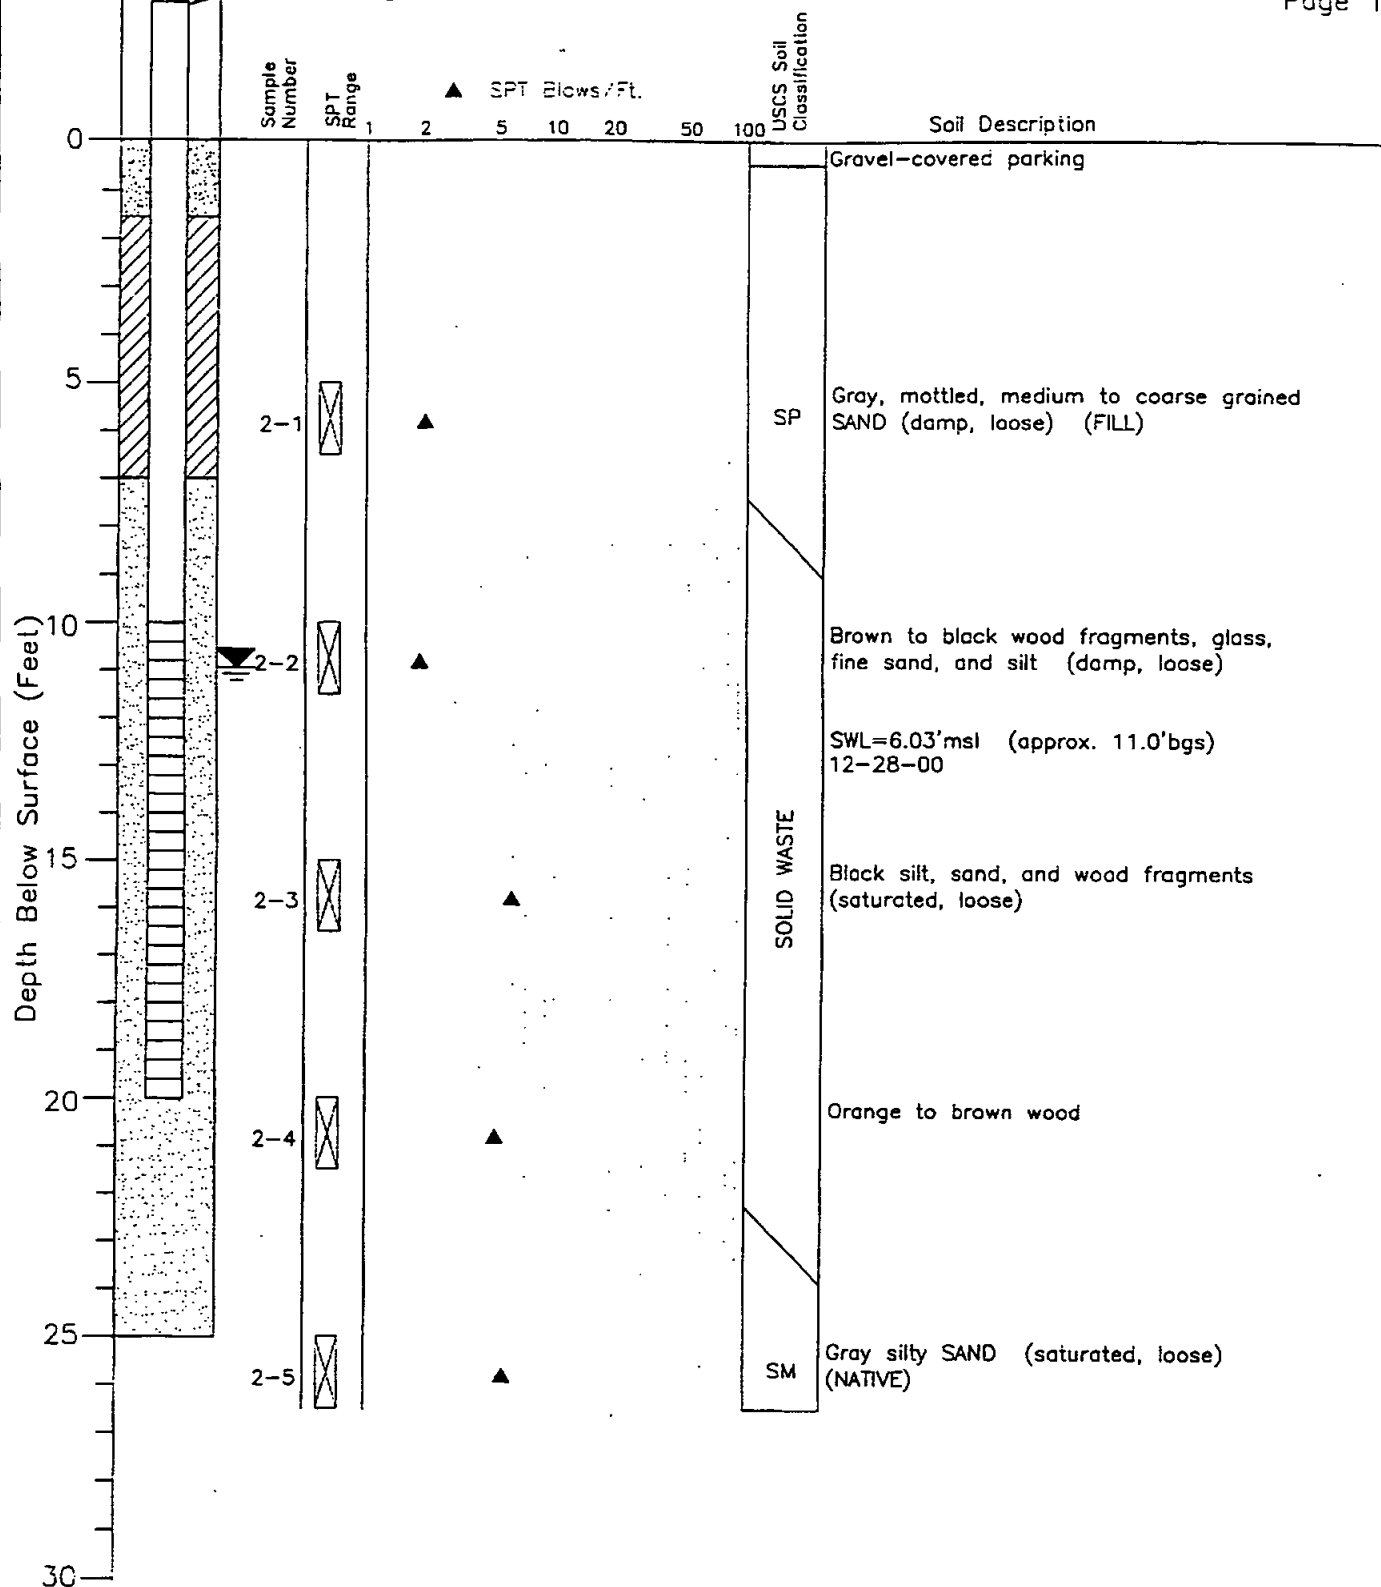 Page 1
Sample Number
SPT Range
▲ SPT Blows/Ft.
USCS Soil Classification
1 2 5 10 20 50 100
Soil Description
0
Gravel-covered parking
5
2-1
SP
Gray, mottled, medium to coarse grained
SAND (damp, loose) (FILL)
Depth Below Surface (Feet)
10
2-2
Brown to black wood fragments, glass,
fine sand, and silt (damp, loose)
SWL=6.03'msl (approx. 11.0'bgs)
12-28-00
SOLID WASTE
15
2-3
Black silt, sand, and wood fragments
(saturated, loose)
20
2-4
Orange to brown wood
25
2-5
SM
Gray silty SAND (saturated, loose)
(NATIVE)
30